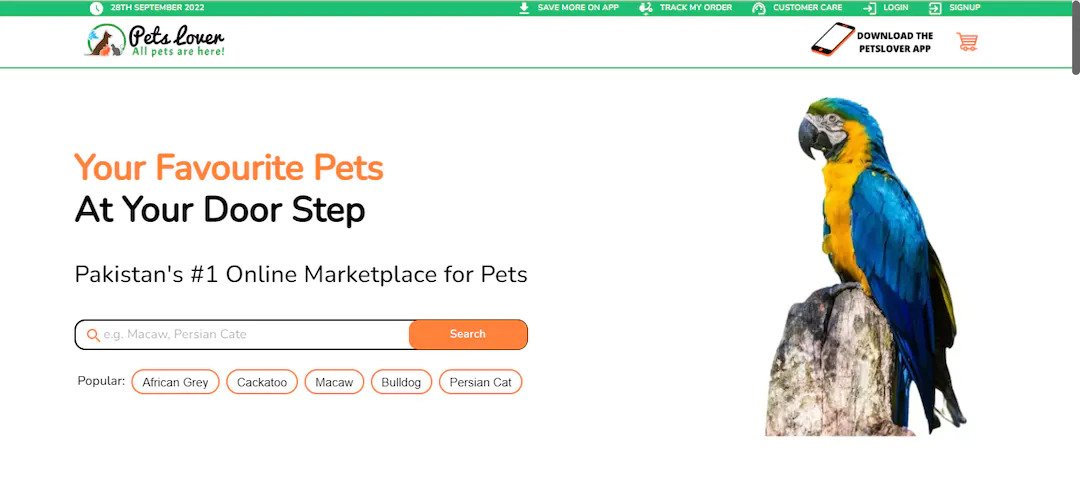 28TH SEPTEMBER 2022 SAVE MORE ON APP TRACK MY ORDER CUSTOMER CARE LOGIN SIGNUP
Pets Lover
All pets are here!
DOWNLOAD THE
PETSLOVER APP
Your Favourite Pets
At Your Door Step
Pakistan's #1 Online Marketplace for Pets
e.g. Macaw, Persian Cate Search
Popular: African Grey Cackatoo Macaw Bulldog Persian Cat